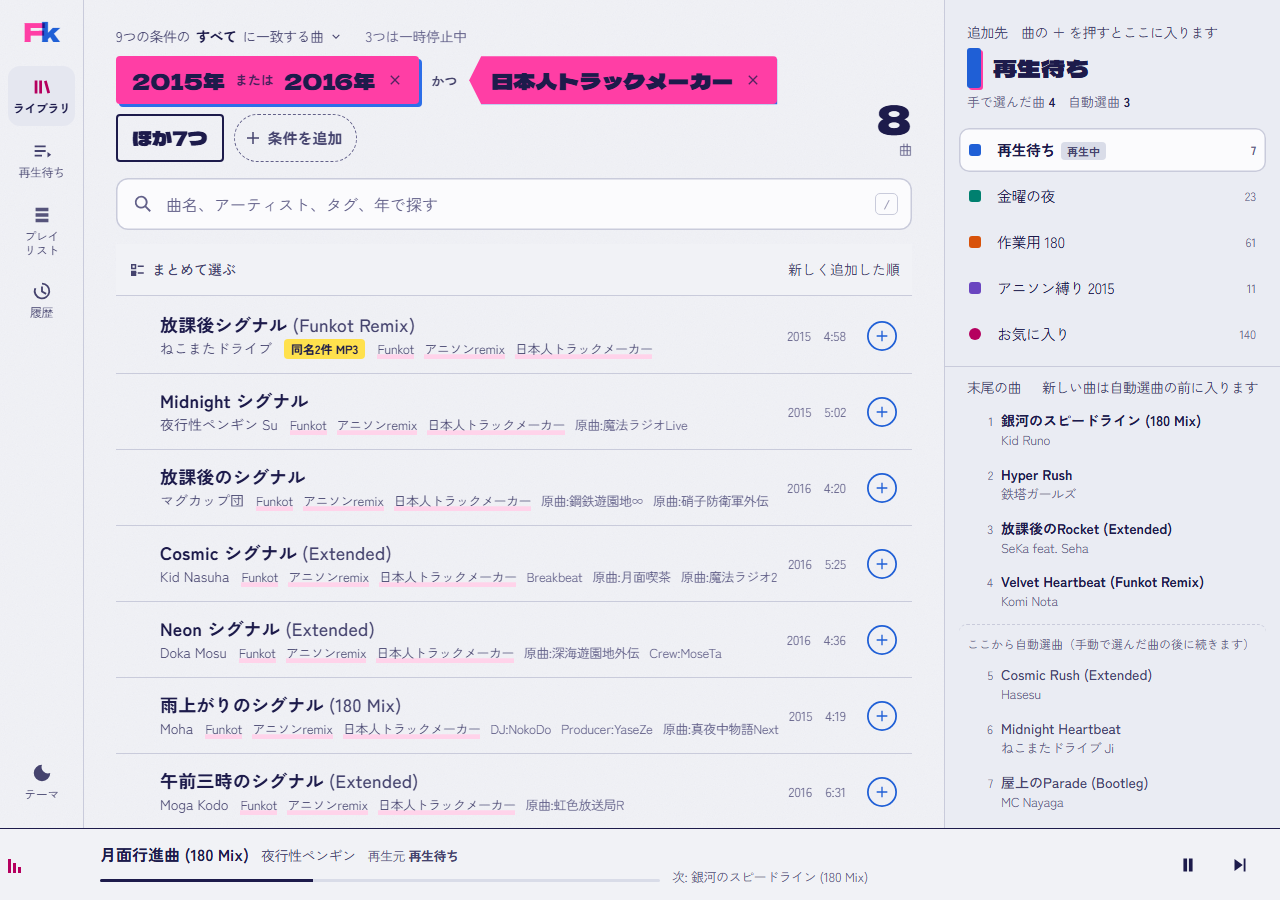 Fk
ライブラリ
再生待ち
プレイ
リスト
履歴
テーマ
9つの条件の すべて に一致する曲 3つは一時停止中
2015年 または 2016年 × かつ 日本人トラックメーカー ×
ほか7つ + 条件を追加
8
曲
曲名、アーティスト、タグ、年で探す /
まとめて選ぶ 新しく追加した順
放課後シグナル (Funkot Remix)
ねこまたドライブ 同名2件 MP3 Funkot アニソンremix 日本人トラックメーカー
2015 4:58
Midnight シグナル
夜行性ペンギン Su Funkot アニソンremix 日本人トラックメーカー 原曲:魔法ラジオLive
2015 5:02
放課後のシグナル
マグカップ団 Funkot アニソンremix 日本人トラックメーカー 原曲:鋼鉄遊園地∞ 原曲:硝子防衛軍外伝
2016 4:20
Cosmic シグナル (Extended)
Kid Nasuha Funkot アニソンremix 日本人トラックメーカー Breakbeat 原曲:月面喫茶 原曲:魔法ラジオ2
2016 5:25
Neon シグナル (Extended)
Doka Mosu Funkot アニソンremix 日本人トラックメーカー 原曲:深海遊園地外伝 Crew:MoseTa
2016 4:36
雨上がりのシグナル (180 Mix)
Moha Funkot アニソンremix 日本人トラックメーカー DJ:NokoDo Producer:YaseZe 原曲:真夜中物語Next
2015 4:19
午前三時のシグナル (Extended)
Moga Kodo Funkot アニソンremix 日本人トラックメーカー 原曲:虹色放送局R
2016 6:31
追加先 曲の + を押すとここに入ります
再生待ち
手で選んだ曲 4 自動選曲 3
再生待ち 再生中 7
金曜の夜 23
作業用 180 61
アニソン縛り 2015 11
お気に入り 140
末尾の曲 新しい曲は自動選曲の前に入ります
1 銀河のスピードライン (180 Mix)
Kid Runo
2 Hyper Rush
鉄塔ガールズ
3 放課後のRocket (Extended)
SeKa feat. Seha
4 Velvet Heartbeat (Funkot Remix)
Komi Nota
ここから自動選曲（手動で選んだ曲の後に続きます）
5 Cosmic Rush (Extended)
Hasesu
6 Midnight Heartbeat
ねこまたドライブ Ji
7 屋上のParade (Bootleg)
MC Nayaga
月面行進曲 (180 Mix) 夜行性ペンギン 再生元 再生待ち
次: 銀河のスピードライン (180 Mix)